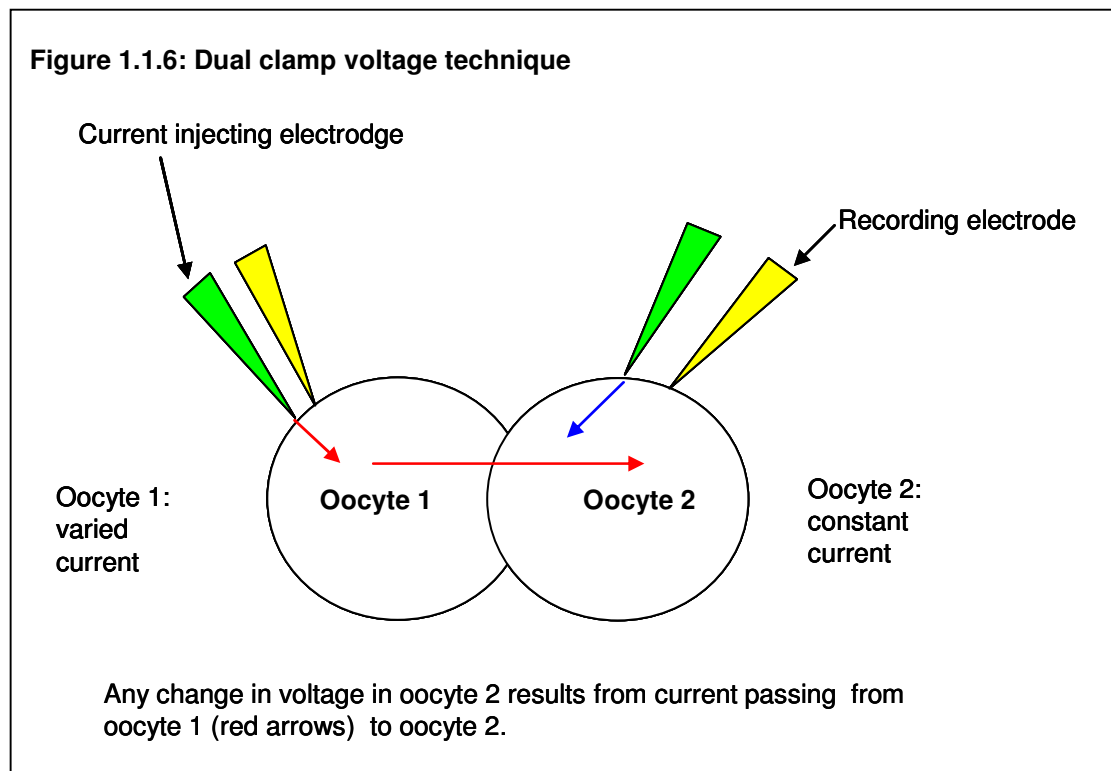 Figure 1.1.6: Dual clamp voltage technique
Current injecting electrodge
Recording electrode
Oocyte 1:
varied
current
Oocyte 1
Oocyte 2
Oocyte 2:
constant
current
Any change in voltage in oocyte 2 results from current passing from
oocyte 1 (red arrows) to oocyte 2.